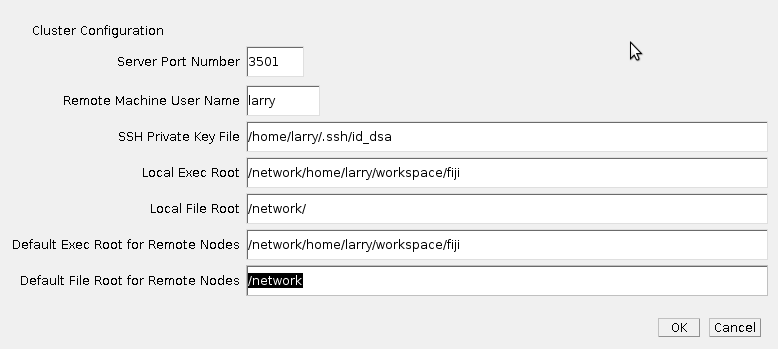 Cluster Configuration
Server Port Number 3501
Remote Machine User Name larry
SSH Private Key File /home/larry/.ssh/id_dsa
Local Exec Root /network/home/larry/workspace/fiji
Local File Root /network/
Default Exec Root for Remote Nodes /network/home/larry/workspace/fiji
Default File Root for Remote Nodes /network
OK Cancel